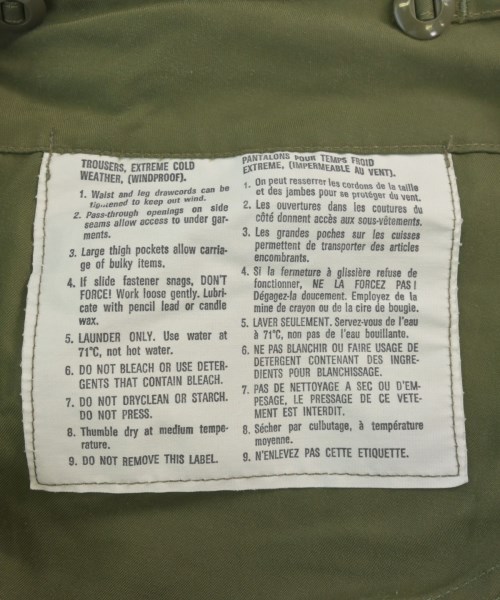 TROUSERS, EXTREME COLD
WEATHER, (WINDPROOF).
1. Waist and leg drawcords can be
tightened to keep out wind.
2. Pass-through openings on side
seams allow access to under gar-
ments.
3. Large thigh pockets allow carria-
ge of bulky items.
4. If slide fastener snags, DON'T
FORCE! Work loose gently. Lubri-
cate with pencil lead or candle
wax.
5. LAUNDER ONLY. Use water at
71°C, not hot water.
6. DO NOT BLEACH OR USE DETER-
GENTS THAT CONTAIN BLEACH.
7. DO NOT DRYCLEAN OR STARCH.
DO NOT PRESS.
8. Thumble dry at medium tempe-
rature.
9. DO NOT REMOVE THIS LABEL.
PANTALONS POUR TEMPS FROID
EXTREME, (IMPERMEABLE AU VENT).
1. On peut resserrer les cordons de la taille
et des jambes pour se protéger du vent.
2. Les ouvertures dans les coutures du
côté donnent accès aux sous-vêtements.
3. Les grandes poches sur les cuisses
permettent de transporter des articles
encombrants.
4. Si la fermeture à glissière refuse de
fonctionner, NE LA FORCEZ PAS!
Dégagez-la doucement. Employez de la
mine de crayon ou de la cire de bougie.
5. LAVER SEULEMENT. Servez-vous de l'eau
à 71°C, non pas de l'eau bouillante.
6. NE PAS BLANCHIR OU FAIRE USAGE DE
DETERGENT CONTENANT DES INGRE-
DIENTS POUR BLANCHISSAGE.
7. PAS DE NETTOYAGE A SEC OU D'EM-
PESAGE, LE PRESSAGE DE CE VETE-
MENT EST INTERDIT.
8. Sécher par culbutage, à température
moyenne.
9. N'ENLEVEZ PAS CETTE ETIQUETTE.